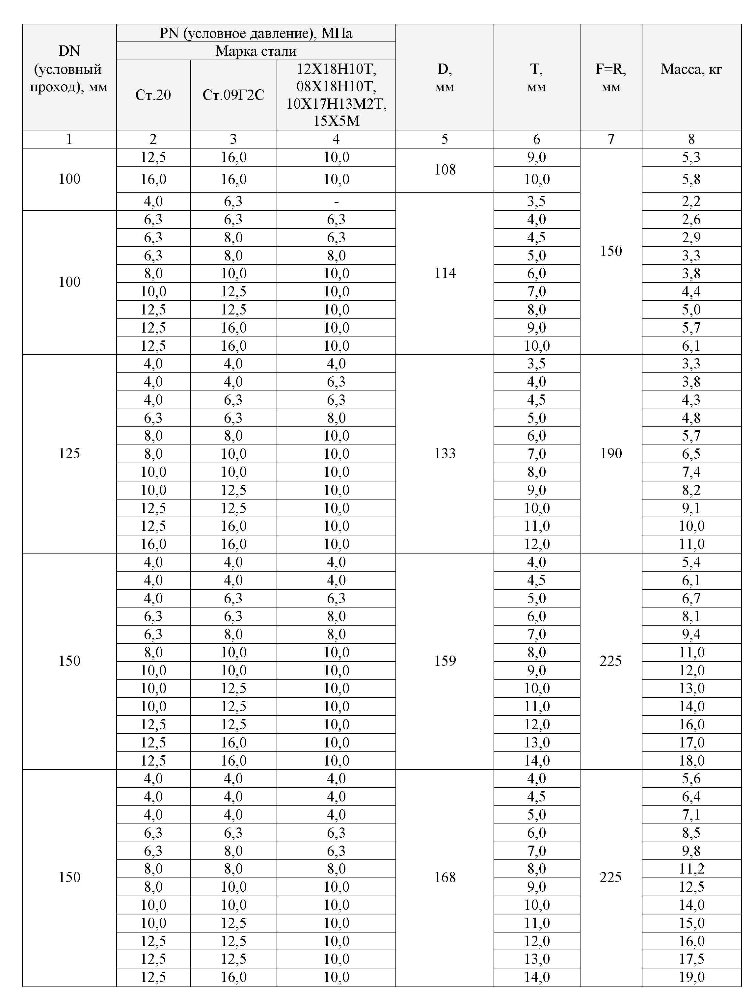 DN (условный проход), мм PN (условное давление), МПа D, мм T, мм F=R, мм Масса, кг
Марка стали
Ст.20 Ст.09Г2С 12Х18Н10Т, 08Х18Н10Т, 10Х17Н13М2Т, 15Х5М
1 2 3 4 5 6 7 8
100 12,5 16,0 10,0 108 9,0 150 5,3
16,0 16,0 10,0 10,0 5,8
4,0 6,3 - 114 3,5 2,2
100 6,3 6,3 6,3 4,0 2,6
6,3 8,0 6,3 4,5 2,9
6,3 8,0 8,0 5,0 3,3
8,0 10,0 10,0 6,0 3,8
10,0 12,5 10,0 7,0 4,4
12,5 12,5 10,0 8,0 5,0
12,5 16,0 10,0 9,0 5,7
12,5 16,0 10,0 10,0 6,1
125 4,0 4,0 4,0 133 3,5 190 3,3
4,0 4,0 6,3 4,0 3,8
4,0 6,3 6,3 4,5 4,3
6,3 6,3 8,0 5,0 4,8
8,0 8,0 10,0 6,0 5,7
8,0 10,0 10,0 7,0 6,5
10,0 10,0 10,0 8,0 7,4
10,0 12,5 10,0 9,0 8,2
12,5 12,5 10,0 10,0 9,1
12,5 16,0 10,0 11,0 10,0
16,0 16,0 10,0 12,0 11,0
150 4,0 4,0 4,0 159 4,0 225 5,4
4,0 4,0 4,0 4,5 6,1
4,0 6,3 6,3 5,0 6,7
6,3 6,3 8,0 6,0 8,1
6,3 8,0 8,0 7,0 9,4
8,0 10,0 10,0 8,0 11,0
10,0 10,0 10,0 9,0 12,0
10,0 12,5 10,0 10,0 13,0
10,0 12,5 10,0 11,0 14,0
12,5 12,5 10,0 12,0 16,0
12,5 16,0 10,0 13,0 17,0
12,5 16,0 10,0 14,0 18,0
150 4,0 4,0 4,0 168 4,0 225 5,6
4,0 4,0 4,0 4,5 6,4
4,0 4,0 4,0 5,0 7,1
6,3 6,3 6,3 6,0 8,5
6,3 8,0 6,3 7,0 9,8
8,0 8,0 8,0 8,0 11,2
8,0 10,0 10,0 9,0 12,5
10,0 10,0 10,0 10,0 14,0
10,0 12,5 10,0 11,0 15,0
12,5 12,5 10,0 12,0 16,0
12,5 12,5 10,0 13,0 17,5
12,5 16,0 10,0 14,0 19,0